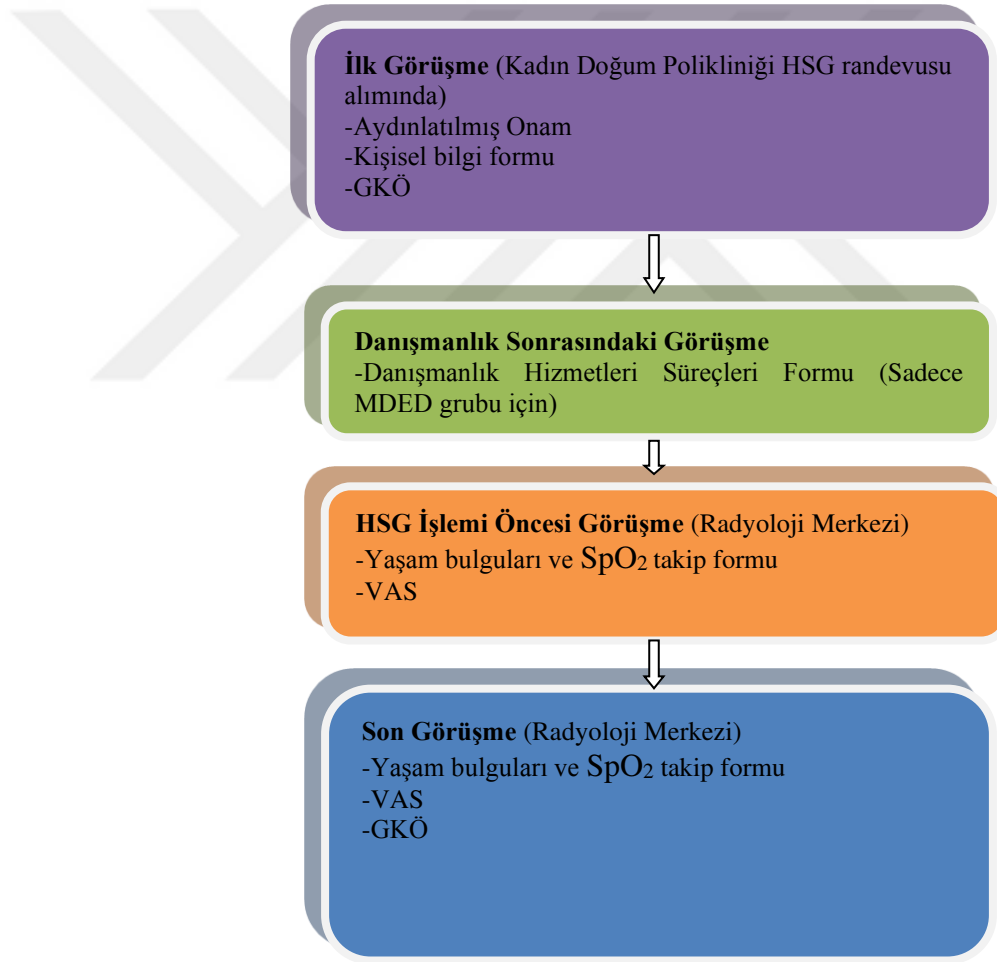 İlk Görüşme (Kadın Doğum Polikliniği HSG randevusu
alımında)
-Aydınlatılmış Onam
-Kişisel bilgi formu
-GKÖ
Danışmanlık Sonrasındaki Görüşme
-Danışmanlık Hizmetleri Süreçleri Formu (Sadece
MDED grubu için)
HSG İşlemi Öncesi Görüşme (Radyoloji Merkezi)
-Yaşam bulguları ve SpO₂ takip formu
-VAS
Son Görüşme (Radyoloji Merkezi)
-Yaşam bulguları ve SpO₂ takip formu
-VAS
-GKÖ